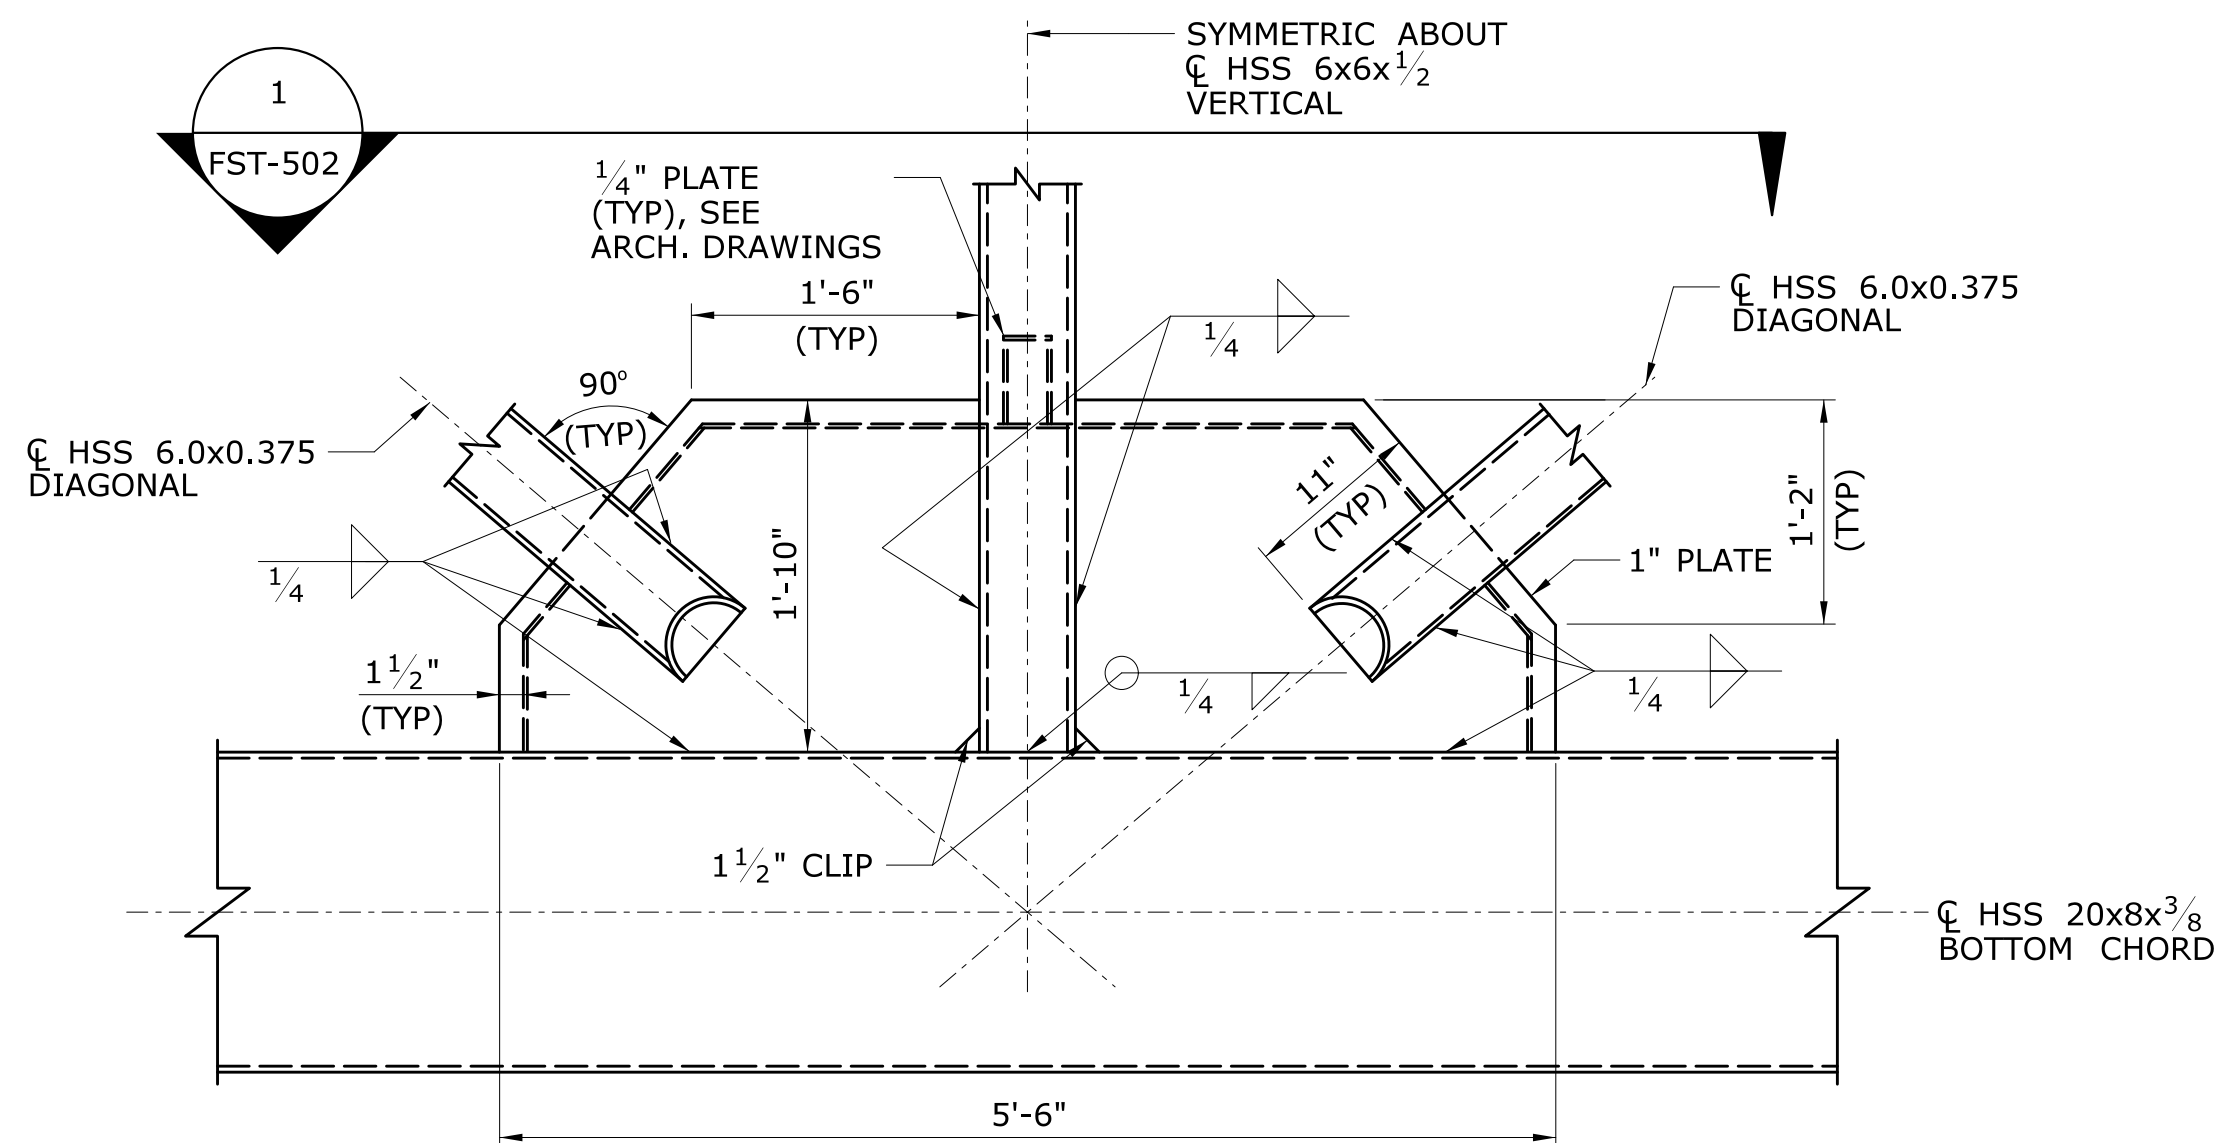 SYMMETRIC ABOUT
℄ HSS 6x6x1/2
VERTICAL
1
FST-502
1/4" PLATE
(TYP), SEE
ARCH. DRAWINGS
1'-6"
(TYP)
1/4
℄ HSS 6.0x0.375
DIAGONAL
90°
(TYP)
℄ HSS 6.0x0.375
DIAGONAL
11"
(TYP)
1'-2"
(TYP)
1'-10"
1" PLATE
1/4
1 1/2"
(TYP)
1/4
1/4
1 1/2" CLIP
℄ HSS 20x8x3/8
BOTTOM CHORD
5'-6"